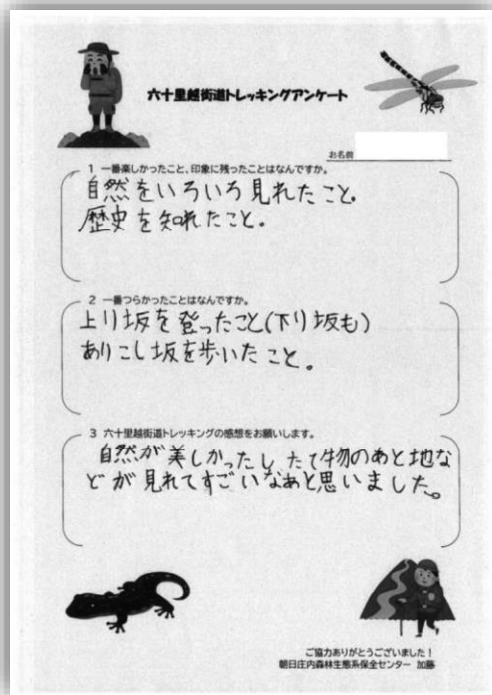 六十里越街道トレッキングアンケート
お名前
1 一番楽しかったこと、印象に残ったことはなんですか。
自然をいろいろ見れたこと。
歴史を知れたこと。
2 一番つらかったことはなんですか。
上り坂を登ったこと(下り坂も)
ありこし坂を歩いたこと。
3 六十里越街道トレッキングの感想をお願いします。
自然が美しかったし、たて物のあと地な
どが見れてすごいなあと思いました。
ご協力ありがとうございました!
朝日庄内森林生態系保全センター 加藤